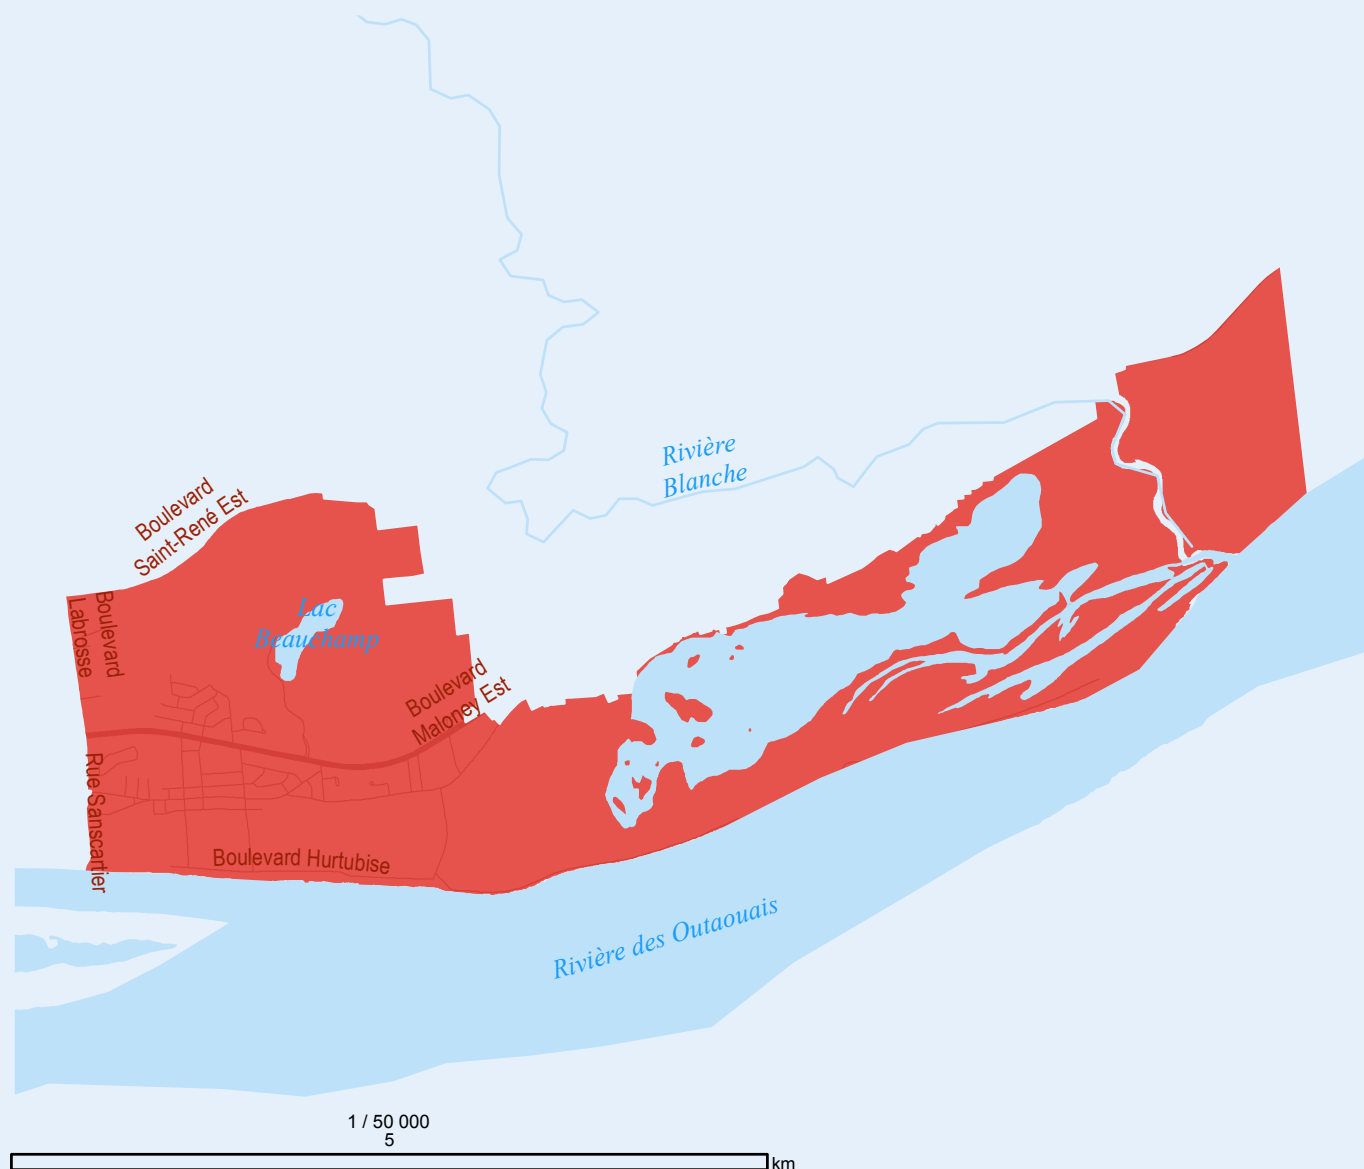 Rivière
Blanche
Boulevard
Saint-René Est
Boulevard
Labrosse
Lac
Beauchamp
Boulevard
Maloney Est
Rue Sanscartier
Boulevard Hurtubise
Rivière des Outaouais
1 / 50 000
5
km